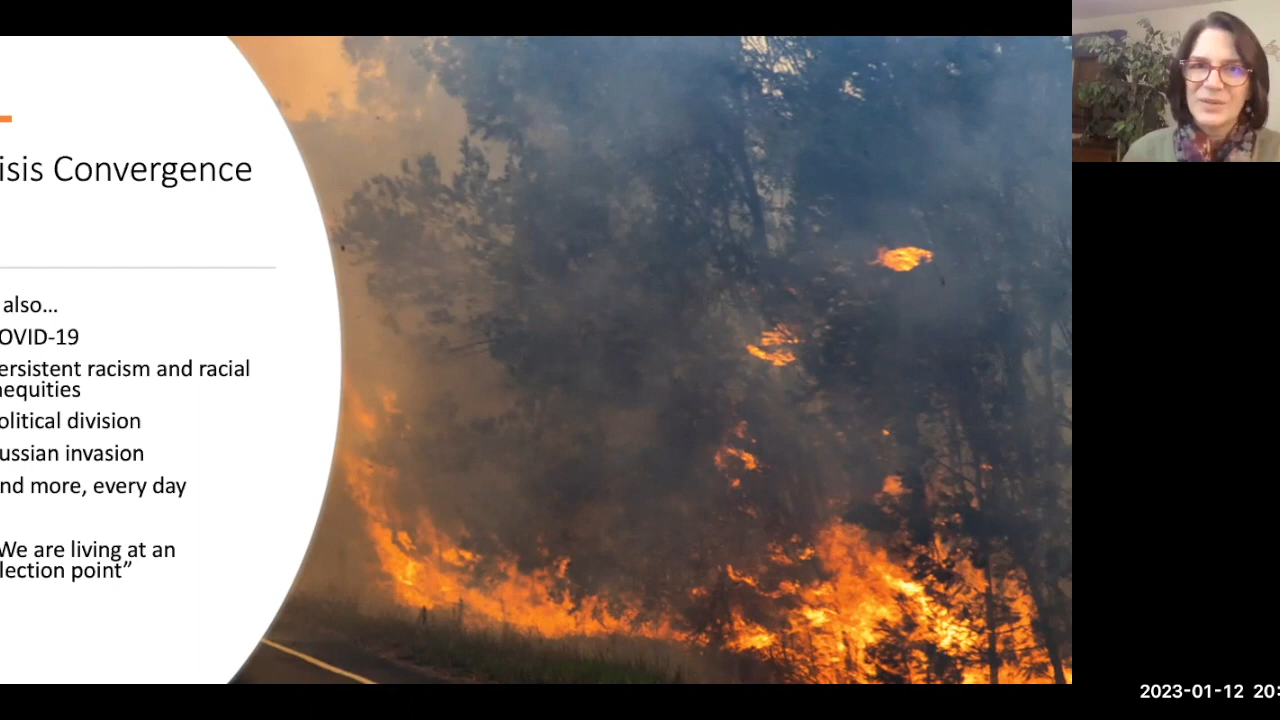 isis Convergence
also...
OVID-19
ersistent racism and racial
nequities
olitical division
ussian invasion
nd more, every day
We are living at an
lection point”
2023-01-12 20: